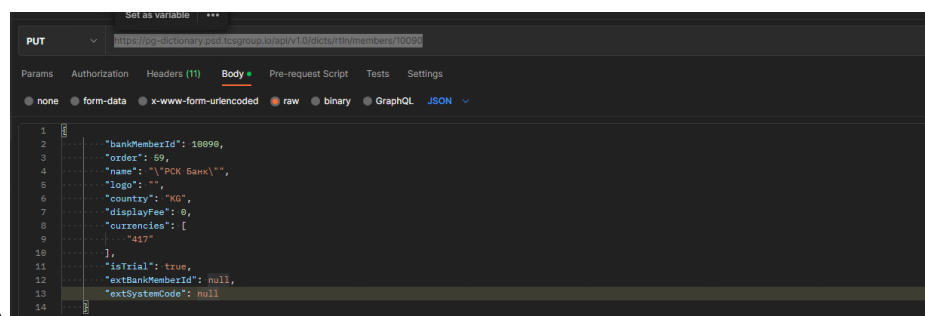 Set as variable •••
PUT https://pg-dictionary.psd.tcsgroup.io/api/v1.0/dicts/rtln/members/10090
Params Authorization Headers (11) Body Pre-request Script Tests Settings
none form-data x-www-form-urlencoded raw binary GraphQL JSON
1 {
2 "bankMemberId": 10090,
3 "order": 59,
4 "name": "\"РСК Банк\"",
5 "logo": "",
6 "country": "KG",
7 "displayFee": 0,
8 "currencies": [
9 "417"
10 ],
11 "isTrial": true,
12 "extBankMemberId": null,
13 "extSystemCode": null
14 }